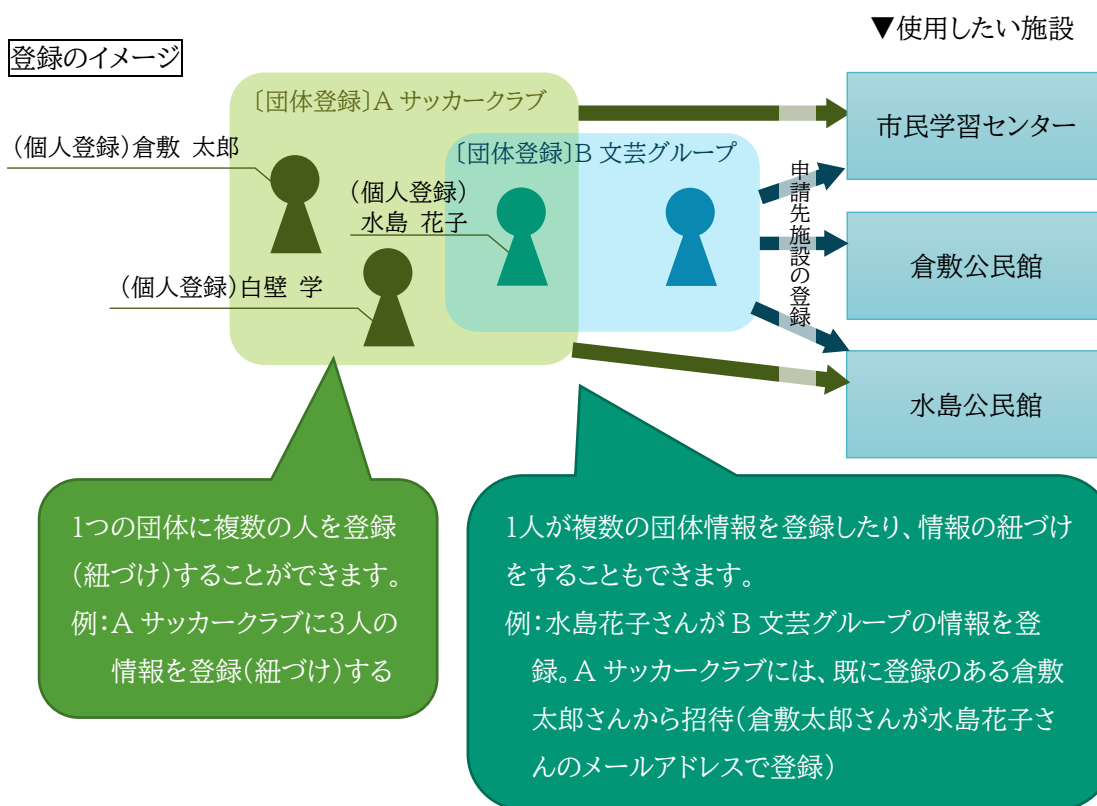 ▼使用したい施設
登録のイメージ
〔団体登録〕A サッカークラブ
市民学習センター
(個人登録)倉敷 太郎
〔団体登録〕B 文芸グループ
(個人登録)
水島 花子
申請先施設の登録
倉敷公民館
(個人登録)白壁 学
水島公民館
1つの団体に複数の人を登録
(紐づけ)することができます。
例:A サッカークラブに3人の
情報を登録(紐づけ)する
1人が複数の団体情報を登録したり、情報の紐づけ
をすることもできます。
例:水島花子さんが B 文芸グループの情報を登
録。A サッカークラブには、既に登録のある倉敷
太郎さんから招待(倉敷太郎さんが水島花子さ
んのメールアドレスで登録)